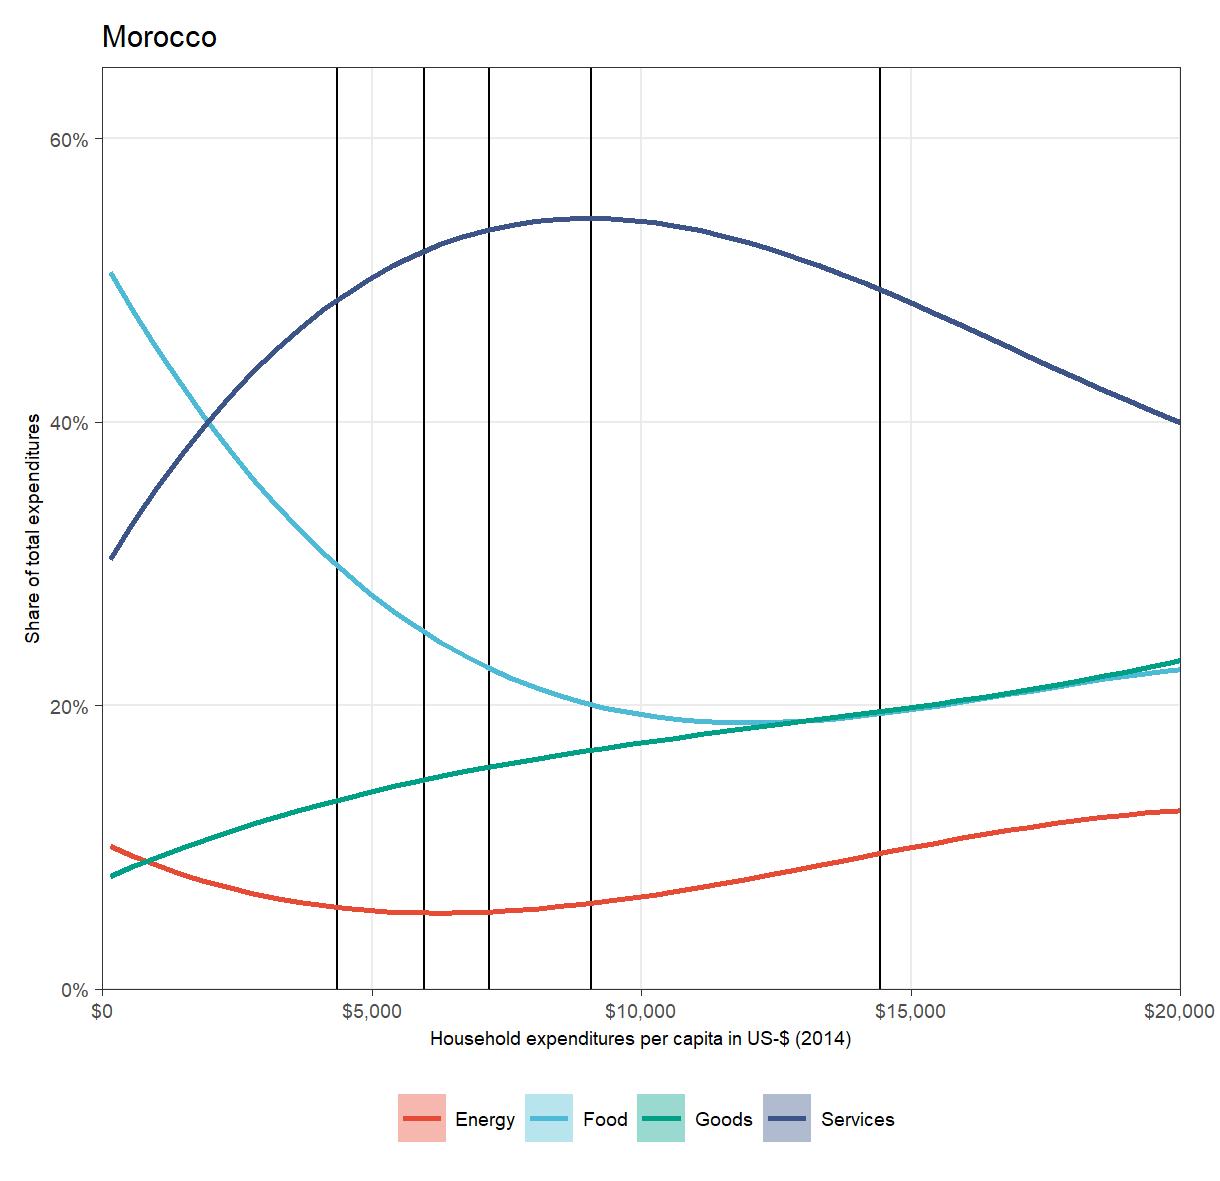 Morocco
60%
40%
20%
0%
Share of total expenditures
$0 $5,000 $10,000 $15,000 $20,000
Household expenditures per capita in US-$ (2014)
Energy Food Goods Services